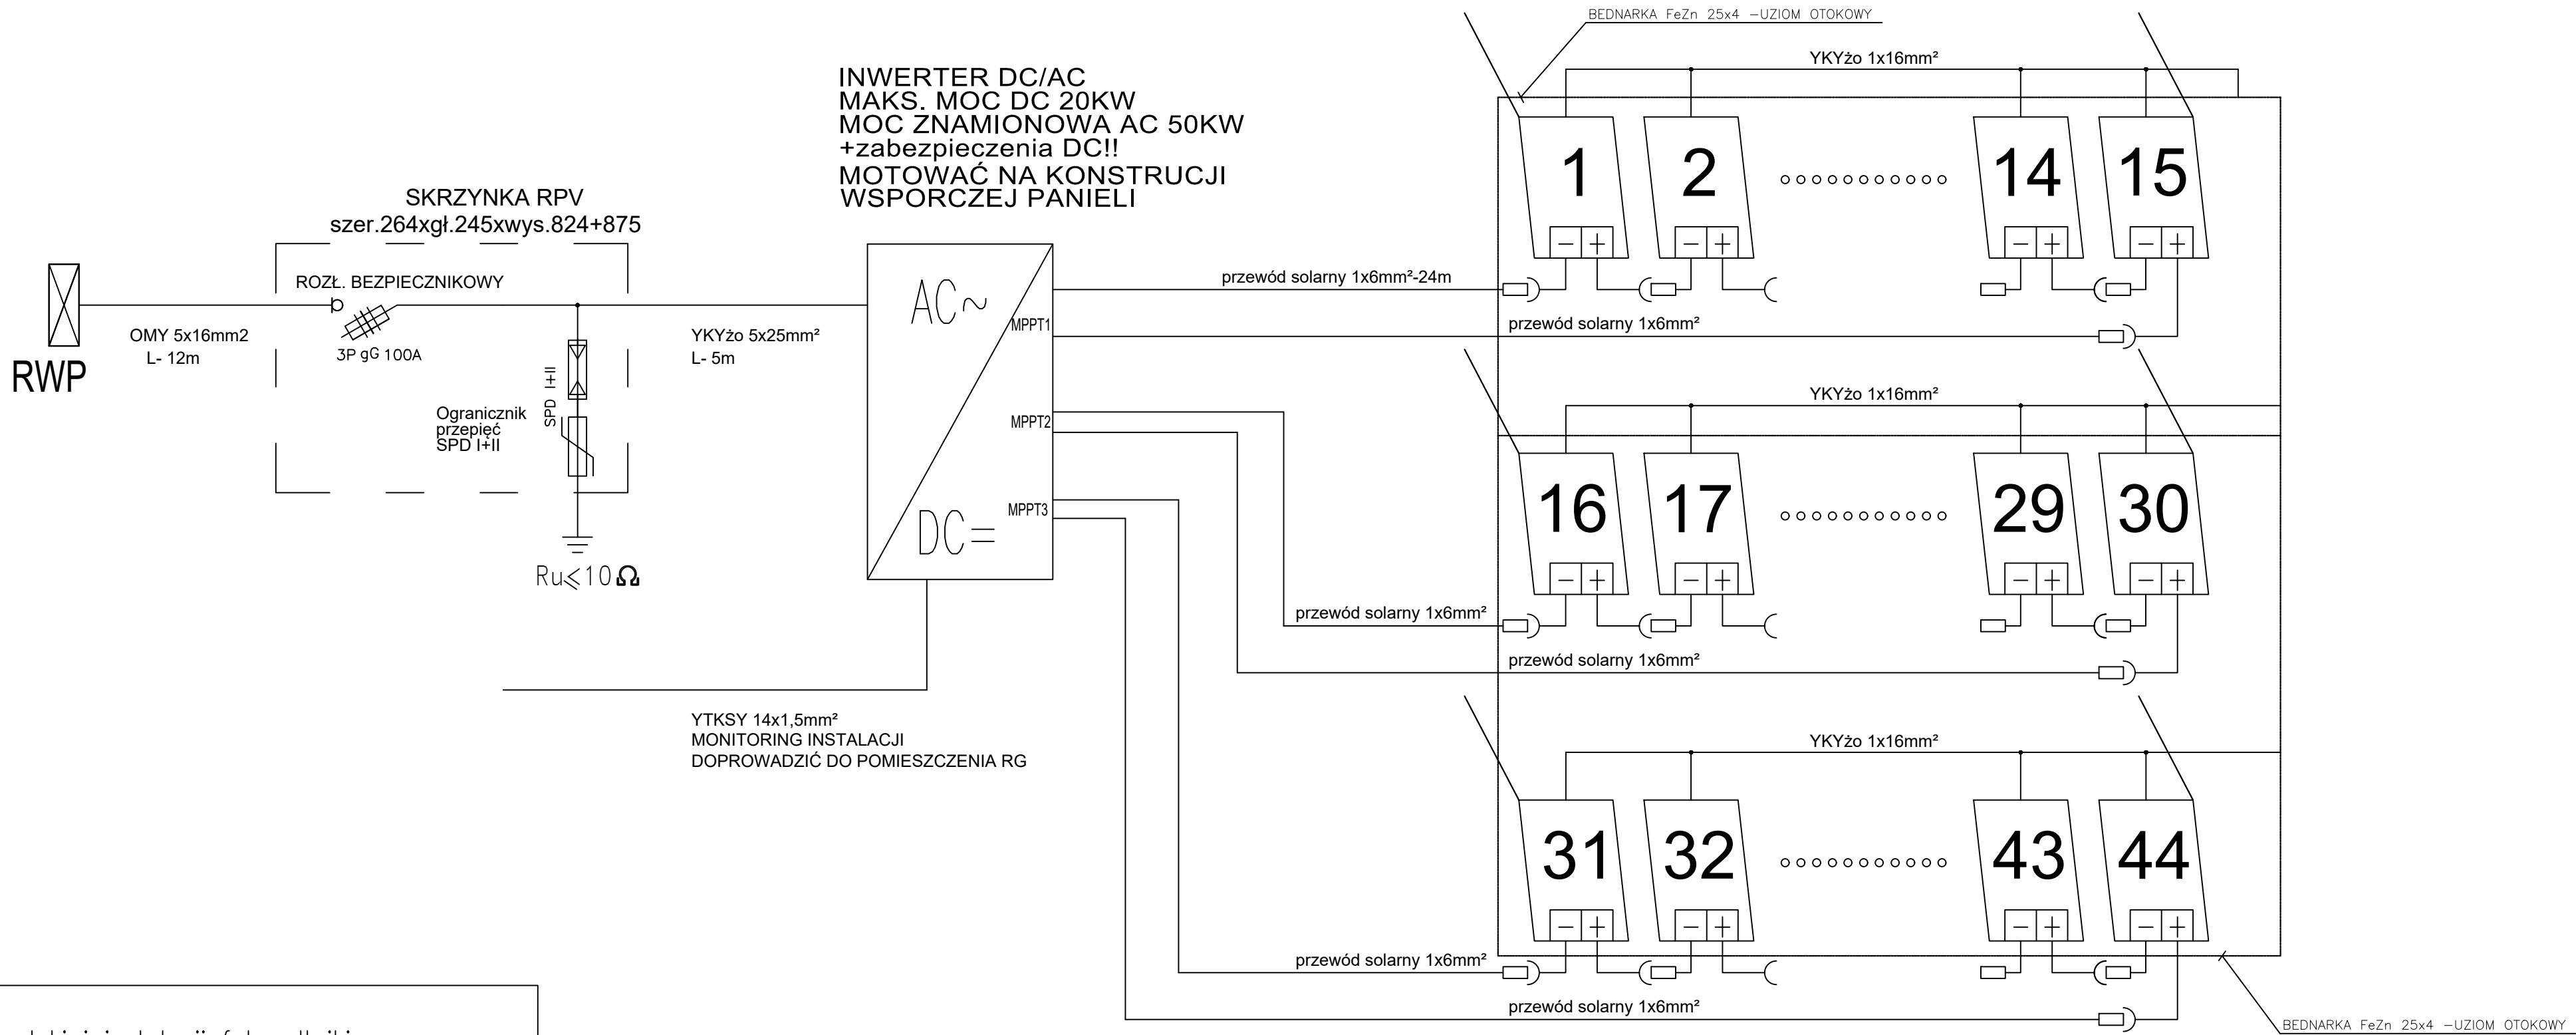 BEDNARKA FeZn 25x4 -UZIOM OTOKOWY
YKYżo 1x16mm²
INWERTER DC/AC
MAKS. MOC DC 20KW
MOC ZNAMIONOWA AC 50KW
+zabezpieczenia DC!!
MOTOWAĆ NA KONSTRUCJI
WSPORCZEJ PANIELI
1
2
14
15
- +
- +
- +
- +
SKRZYNKA RPV
szer.264xgł.245xwys.824+875
ROZŁ. BEZPIECZNIKOWY
przewód solarny 1x6mm²-24m
AC~
MPPT1
przewód solarny 1x6mm²
OMY 5x16mm2
L- 12m
3P gG 100A
YKYżo 5x25mm²
L- 5m
RWP
SPD I+II
Ogranicznik
przepięć
SPD I+II
YKYżo 1x16mm²
MPPT2
16
17
29
30
- +
- +
- +
- +
MPPT3
DC=
Ru≤10Ω
przewód solarny 1x6mm²
przewód solarny 1x6mm²
YTKSY 14x1,5mm²
MONITORING INSTALACJI
DOPROWADZIĆ DO POMIESZCZENIA RG
YKYżo 1x16mm²
31
32
43
44
- +
- +
- +
- +
przewód solarny 1x6mm²
przewód solarny 1x6mm²
BEDNARKA FeZn 25x4 -UZIOM OTOKOWY